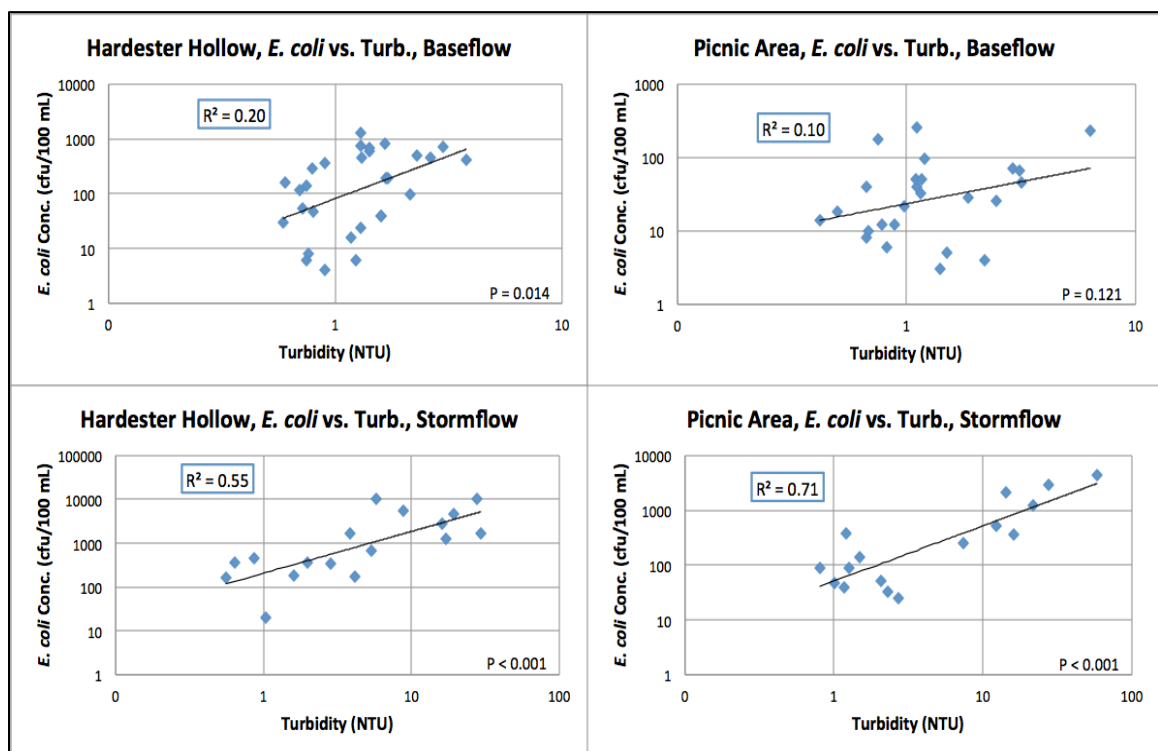 Hardester Hollow, E. coli vs. Turb., Baseflow
E. coli Conc. (cfu/100 mL)
10000
1000
100
10
1
R² = 0.20
P = 0.014
0
1
10
Turbidity (NTU)
Picnic Area, E. coli vs. Turb., Baseflow
E. coli Conc. (cfu/100 mL)
1000
100
10
1
R² = 0.10
P = 0.121
0
1
10
Turbidity (NTU)
Hardester Hollow, E. coli vs. Turb., Stormflow
E. coli Conc. (cfu/100 mL)
100000
10000
1000
100
10
1
R² = 0.55
P < 0.001
0
1
10
100
Turbidity (NTU)
Picnic Area, E. coli vs. Turb., Stormflow
E. coli Conc. (cfu/100 mL)
10000
1000
100
10
1
R² = 0.71
P < 0.001
0
1
10
100
Turbidity (NTU)